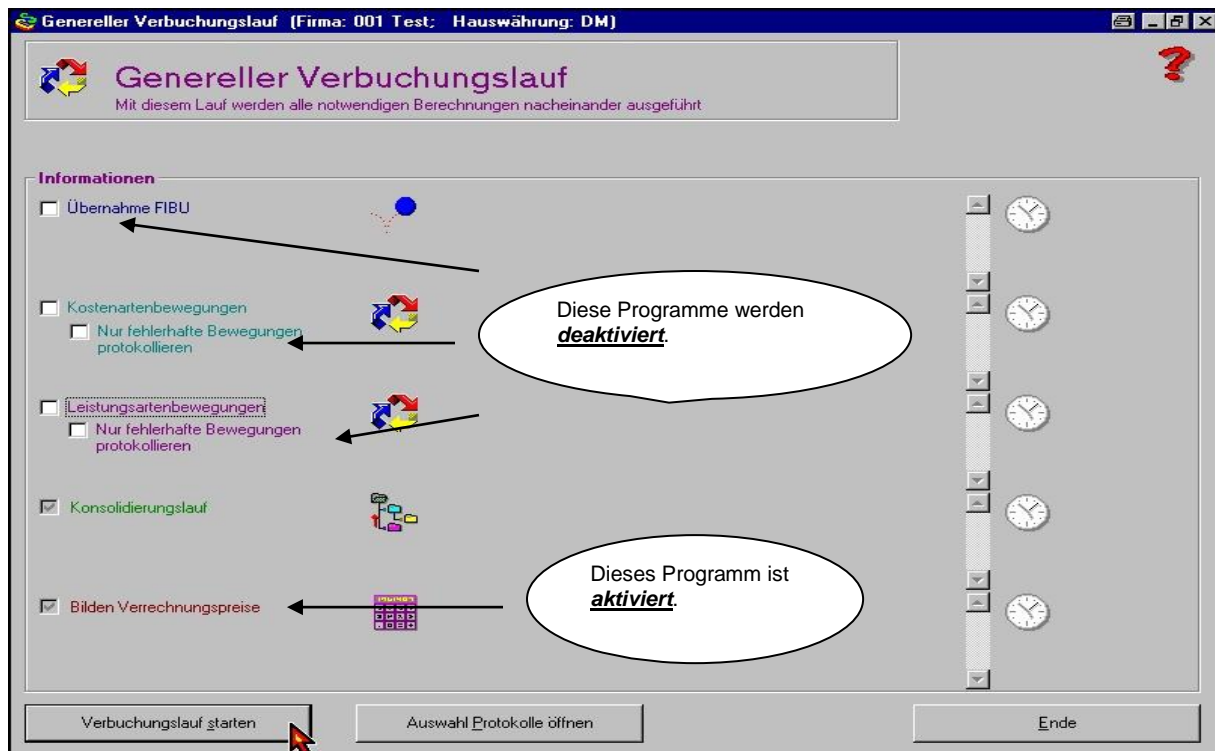 Genereller Verbuchungslauf (Firma: 001 Test; Hauswährung: DM)
Genereller Verbuchungslauf
Mit diesem Lauf werden alle notwendigen Berechnungen nacheinander ausgeführt
Informationen
Übernahme FIBU
Kostenartenbewegungen
Nur fehlerhafte Bewegungen
protokollieren
Diese Programme werden
deaktiviert.
Leistungsartenbewegungen
Nur fehlerhafte Bewegungen
protokollieren
Konsolidierungslauf
Dieses Programm ist
aktiviert.
Bilden Verrechnungspreise
Verbuchungslauf starten
Auswahl Protokolle öffnen
Ende